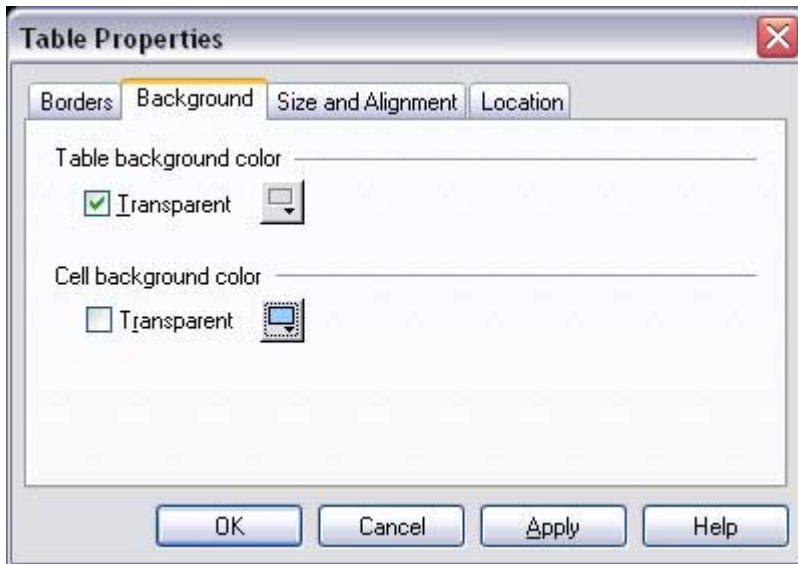 Table Properties
Borders Background Size and Alignment Location
Table background color
Transparent
Cell background color
Transparent
OK Cancel Apply Help